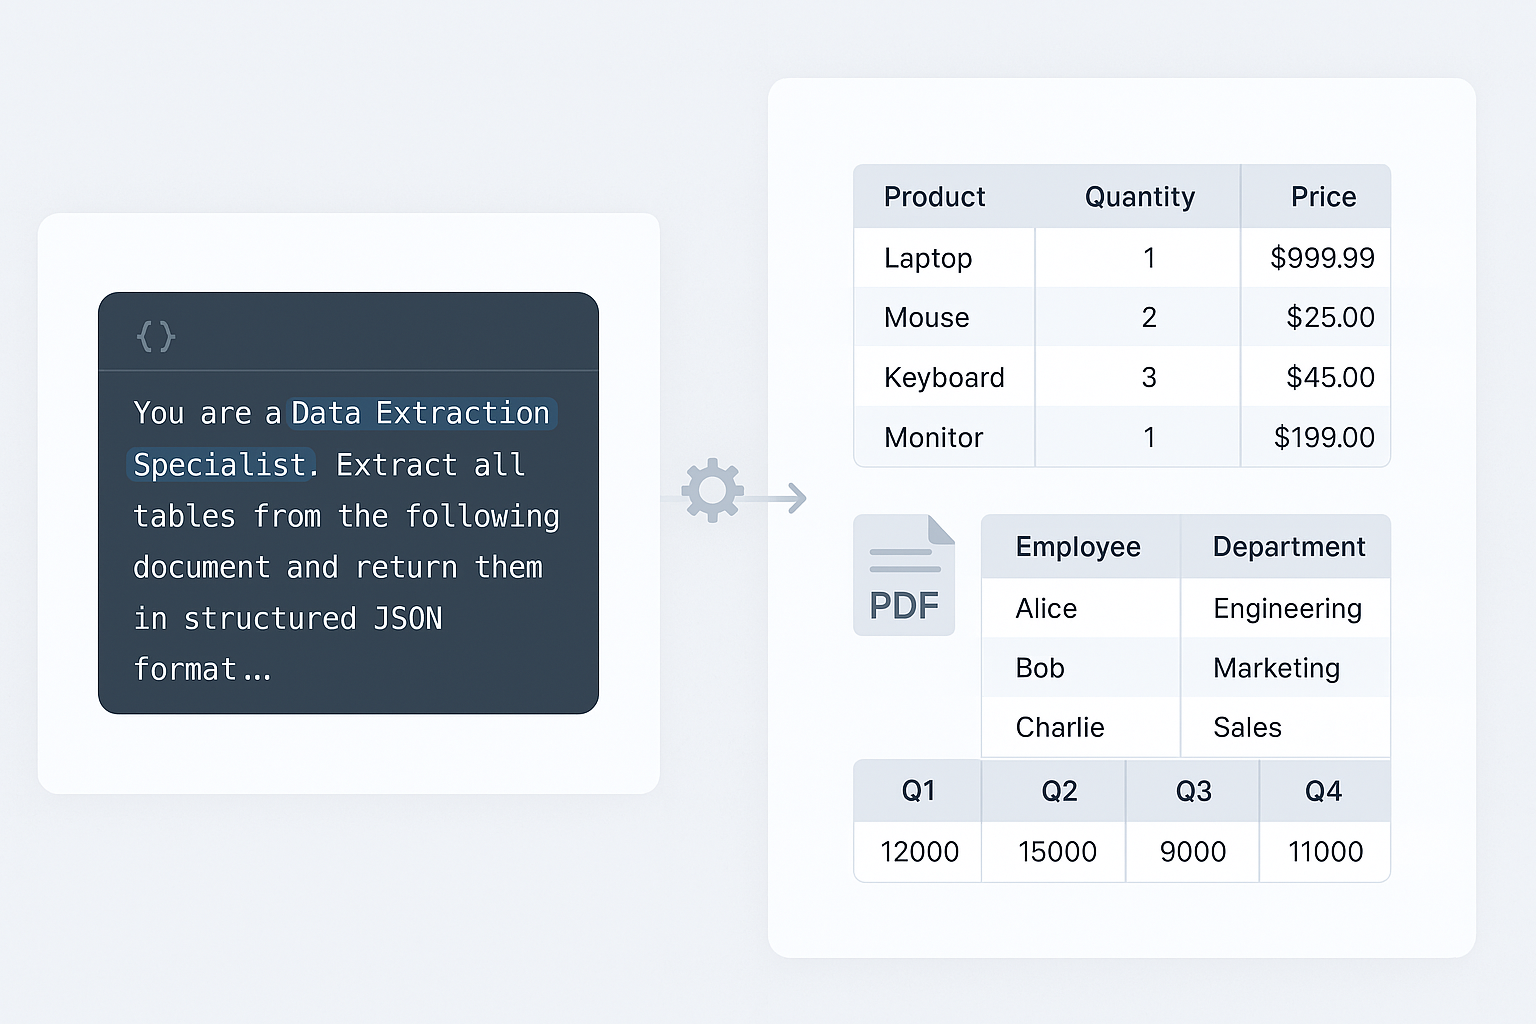 {}
You are a Data Extraction
Specialist. Extract all
tables from the following
document and return them
in structured JSON
format...
Product Quantity Price
Laptop 1 $999.99
Mouse 2 $25.00
Keyboard 3 $45.00
Monitor 1 $199.00
PDF
Employee Department
Alice Engineering
Bob Marketing
Charlie Sales
Q1 Q2 Q3 Q4
12000 15000 9000 11000